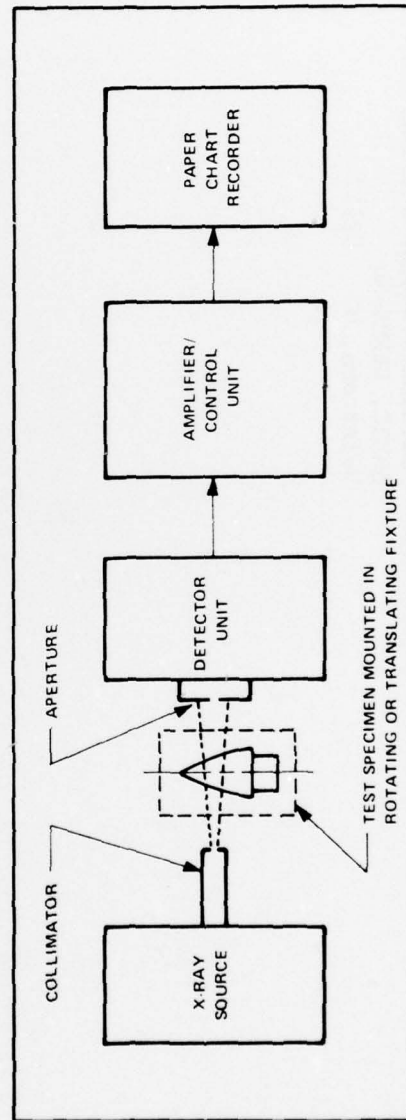 COLLIMATOR
APERTURE
X-RAY
SOURCE
DETECTOR
UNIT
AMPLIFIER/
CONTROL
UNIT
PAPER
CHART
RECORDER
TEST SPECIMEN MOUNTED IN
ROTATING OR TRANSLATING FIXTURE